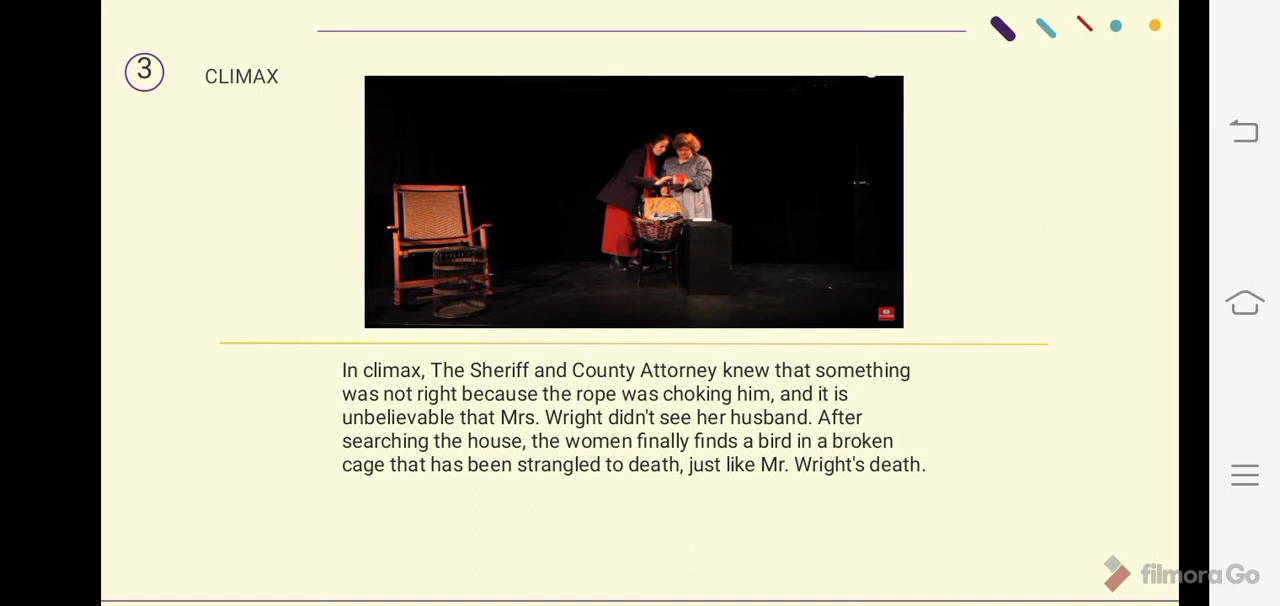 3
CLIMAX
In climax, The Sheriff and County Attorney knew that something
was not right because the rope was choking him, and it is
unbelievable that Mrs. Wright didn't see her husband. After
searching the house, the women finally finds a bird in a broken
cage that has been strangled to death, just like Mr. Wright's death.
filmoraGo